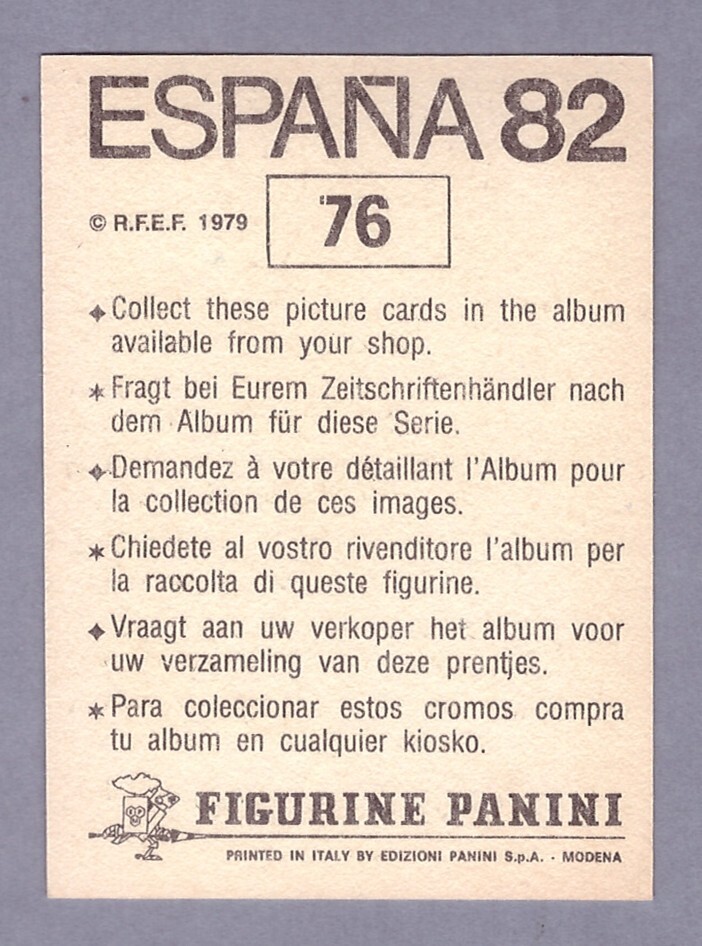 ESPAÑA 82
© R.F.E.F. 1979
76
Collect these picture cards in the album
available from your shop.
Fragt bei Eurem Zeitschriftenhändler nach
dem Album für diese Serie.
Demandez à votre détaillant l'Album pour
la collection de ces images.
Chiedete al vostro rivenditore l'album per
la raccolta di queste figurine.
Vraagt aan uw verkoper het album voor
uw verzameling van deze prentjes.
Para coleccionar estos cromos compra
tu album en cualquier kiosko.
FIGURINE PANINI
PRINTED IN ITALY BY EDIZIONI PANINI S.p.A. · MODENA